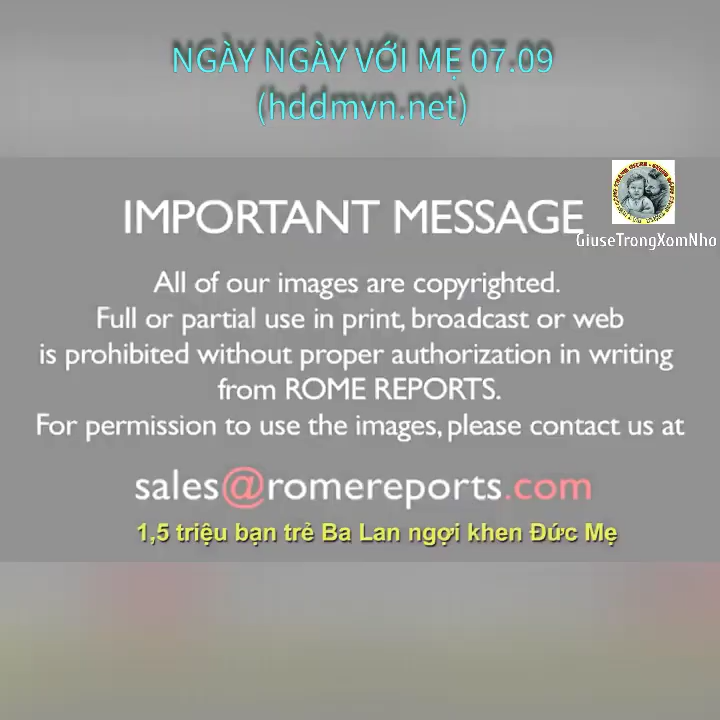 NGÀY NGÀY VỚI MẸ 07.09
(hddmvn.net)
IMPORTANT MESSAGE
GiuseTrongXomNho
All of our images are copyrighted.
Full or partial use in print, broadcast or web
is prohibited without proper authorization in writing
from ROME REPORTS.
For permission to use the images, please contact us at
sales@romereports.com
1,5 triệu bạn trẻ Ba Lan ngợi khen Đức Mẹ